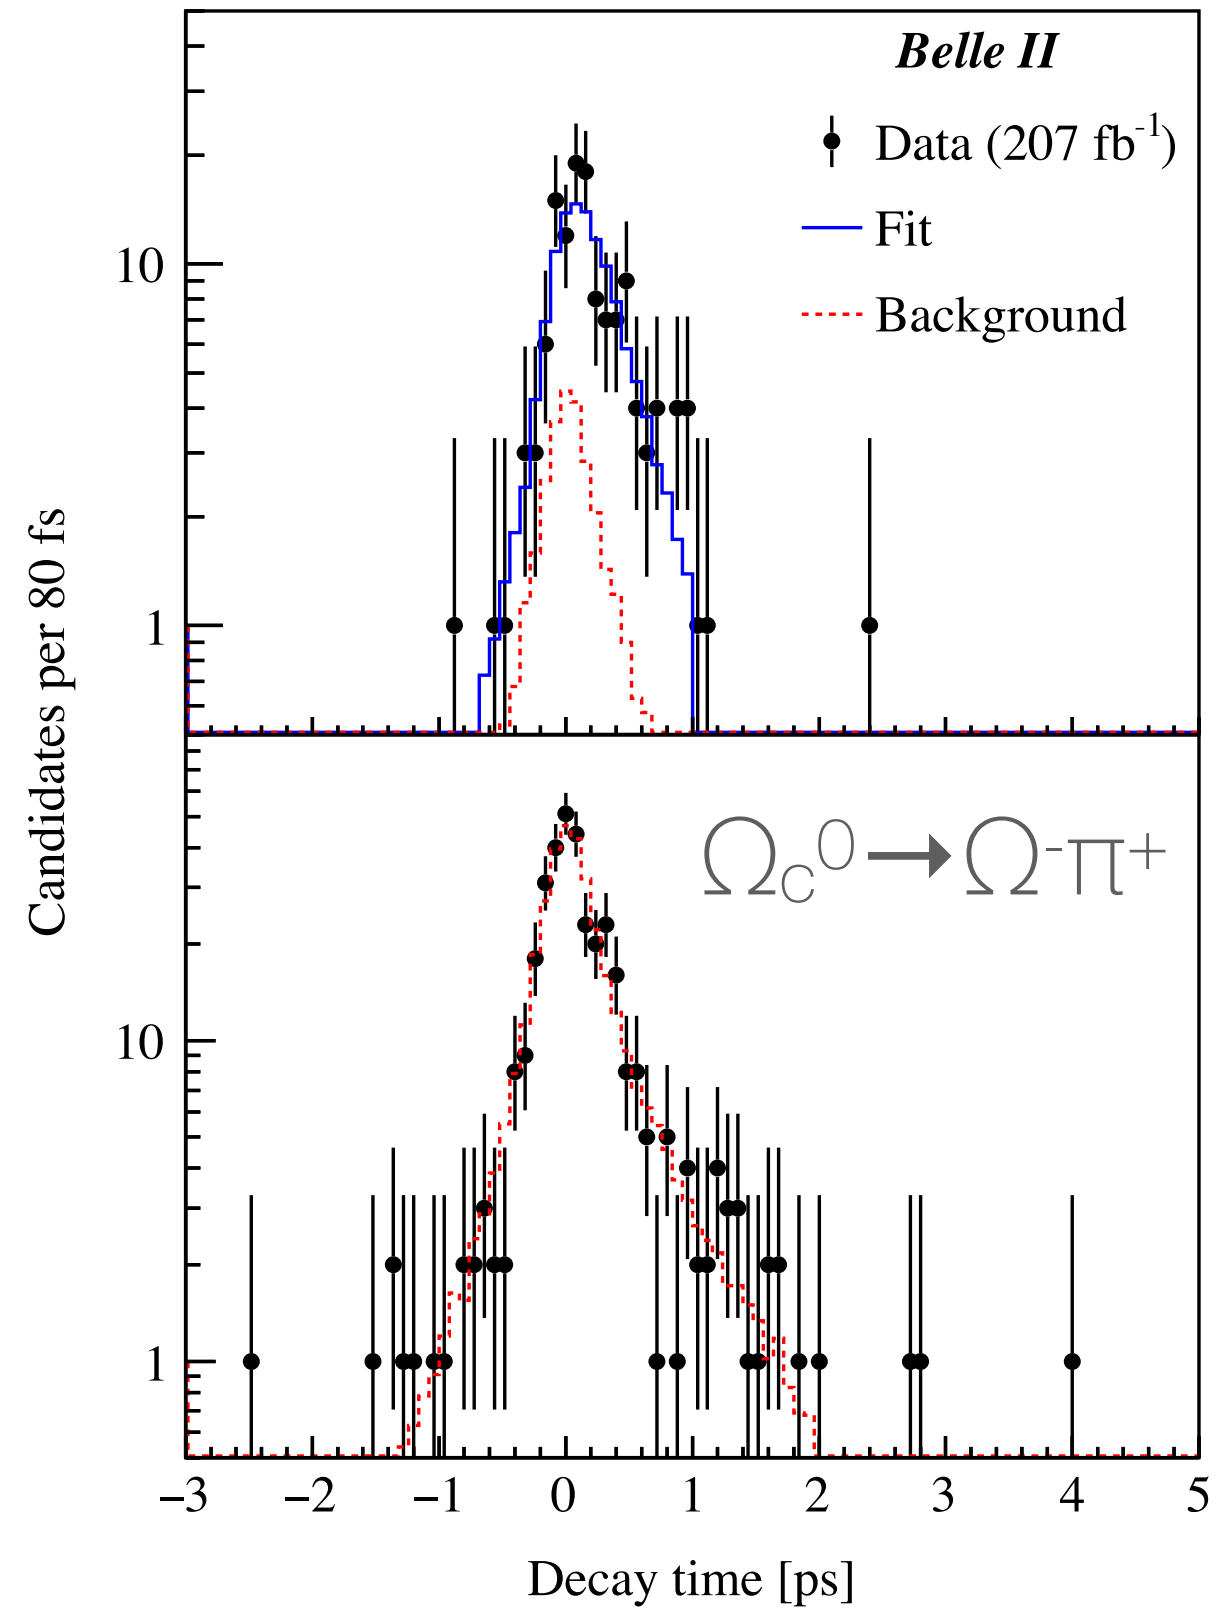 Belle II
Data (207 fb⁻¹)
Fit
Background
10
1
Candidates per 80 fs
Ωc⁰→Ω⁻π⁺
10
1
−3 −2 −1 0 1 2 3 4 5
Decay time [ps]